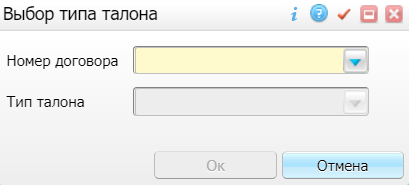 Выбор типа талона
Номер договора
Тип талона
Ок
Отмена